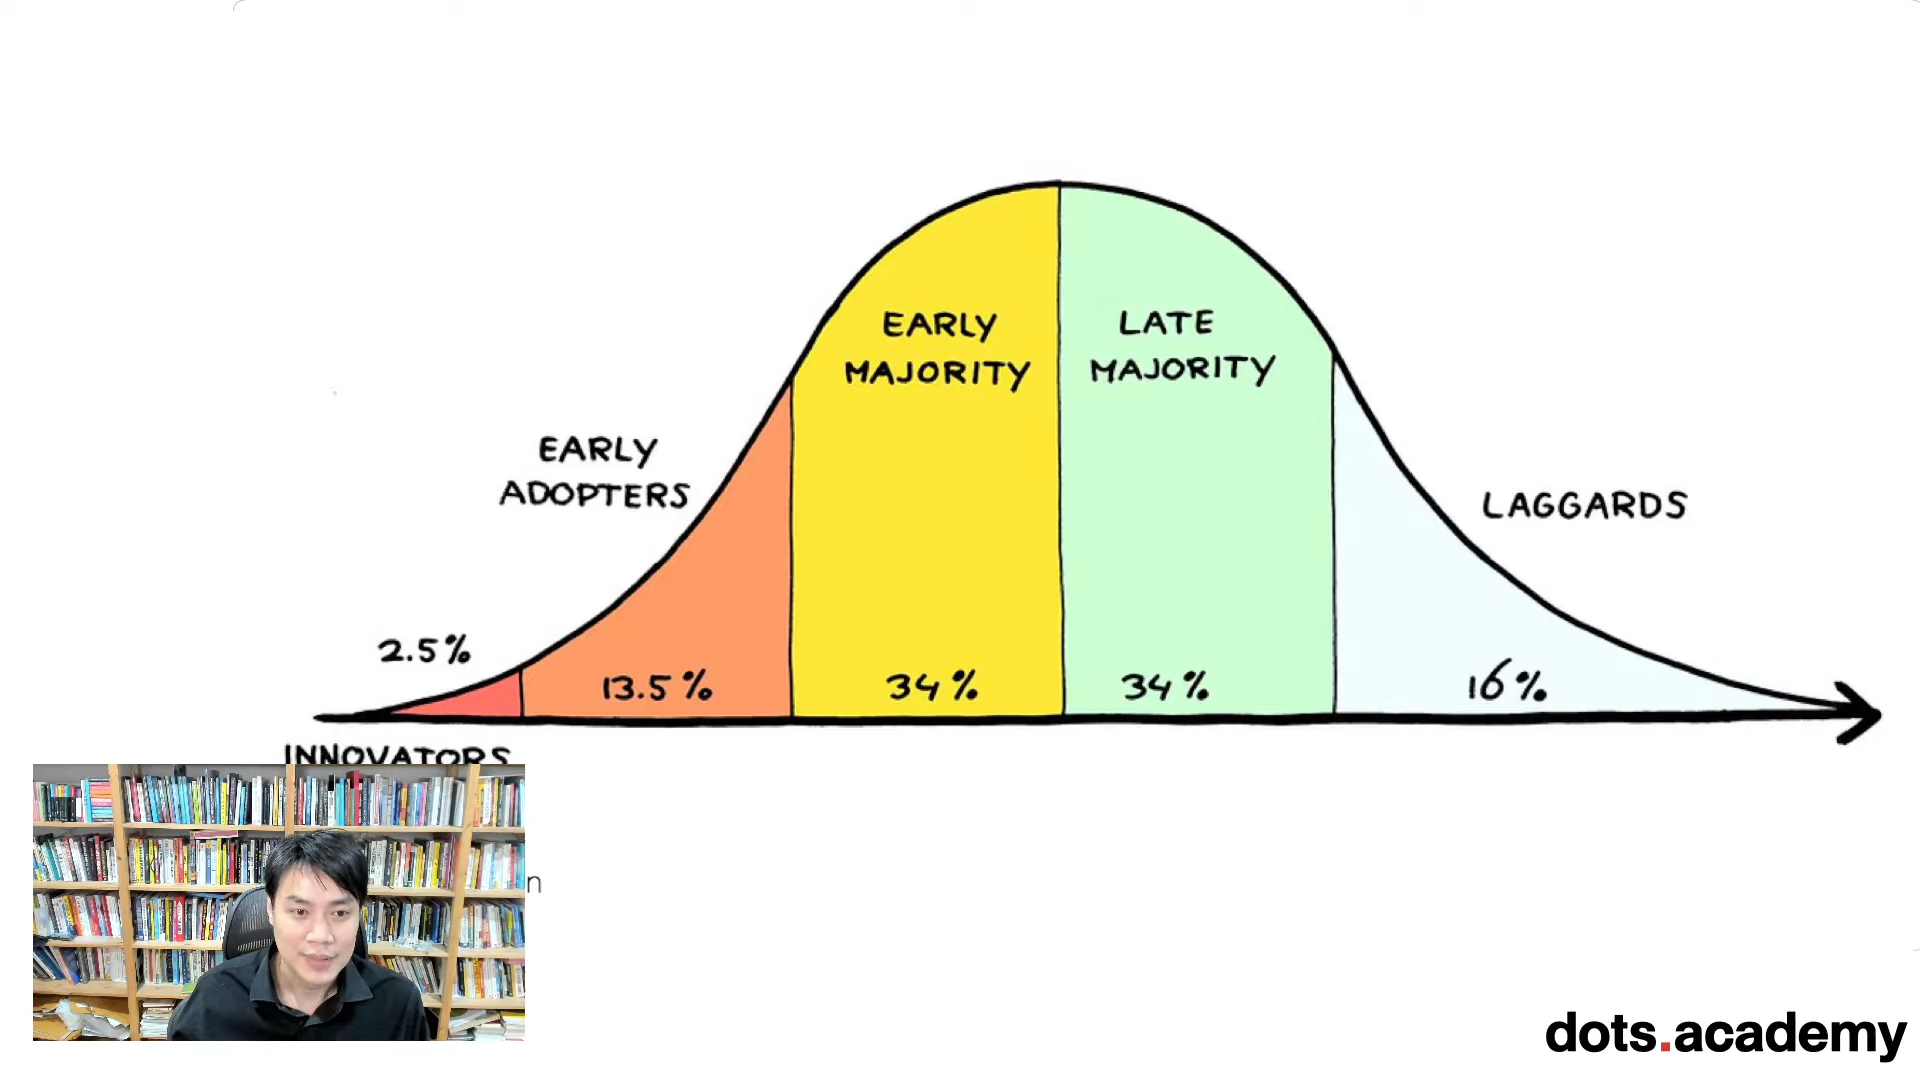 EARLY
MAJORITY
LATE
MAJORITY
EARLY
ADOPTERS
LAGGARDS
2.5%
13.5%
34%
34%
16%
INNOVATORS
n
dots.academy